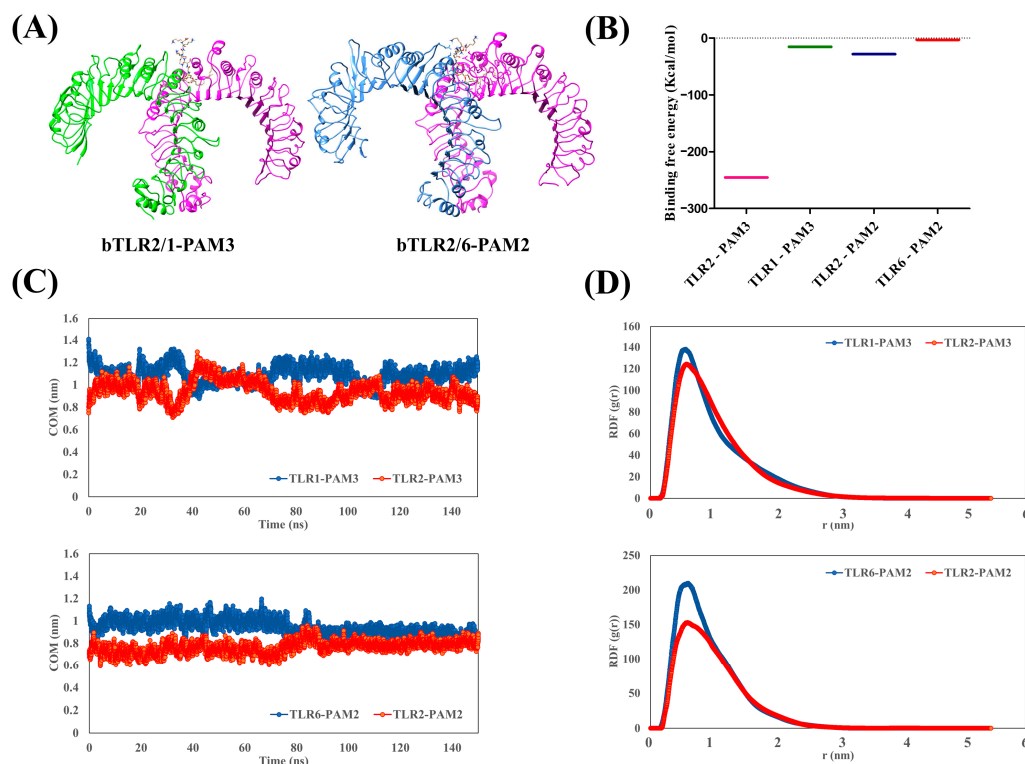 (A)
bTLR2/1-PAM3
bTLR2/6-PAM2
(B)
Binding free energy (Kcal/mol)
0
−100
−200
−300
TLR2 - PAM3
TLR1 - PAM3
TLR2 - PAM2
TLR6 - PAM2
(C)
COM (nm)
1.6
1.4
1.2
1
0.8
0.6
0.4
0.2
0
TLR1-PAM3 TLR2-PAM3
0 20 40 60 80 100 120 140
Time (ns)
COM (nm)
1.6
1.4
1.2
1
0.8
0.6
0.4
0.2
0
TLR6-PAM2 TLR2-PAM2
0 20 40 60 80 100 120 140
Time (ns)
(D)
RDF (g(r))
160
140
120
100
80
60
40
20
0
TLR1-PAM3 TLR2-PAM3
0 1 2 3 4 5 6
r (nm)
RDF (g(r))
250
200
150
100
50
0
TLR6-PAM2 TLR2-PAM2
0 1 2 3 4 5 6
r (nm)